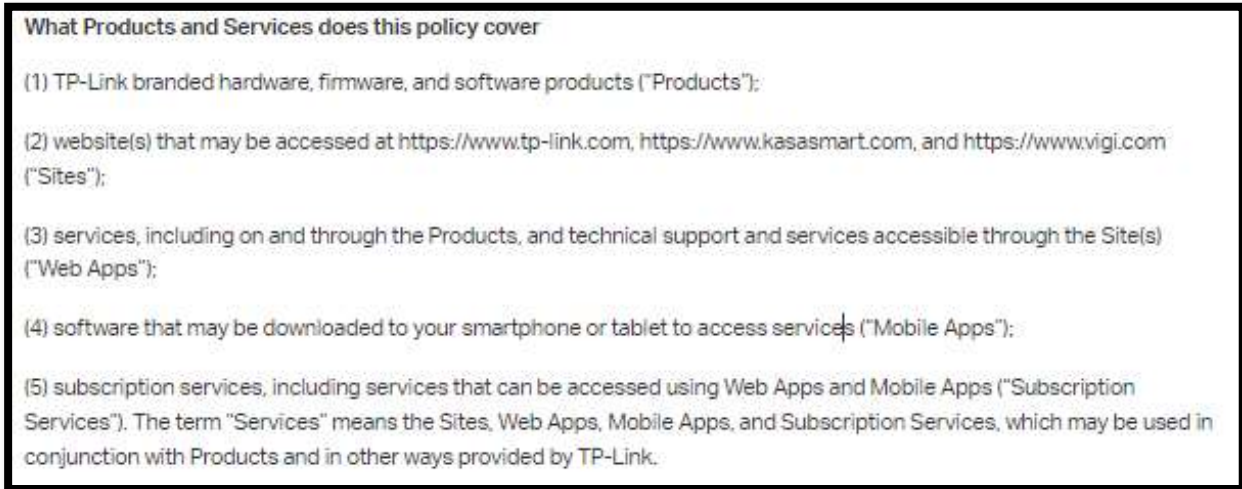 What Products and Services does this policy cover
(1) TP-Link branded hardware, firmware, and software products ("Products");
(2) website(s) that may be accessed at https://www.tp-link.com, https://www.kasasmart.com, and https://www.vigi.com
("Sites");
(3) services, including on and through the Products, and technical support and services accessible through the Site(s)
("Web Apps");
(4) software that may be downloaded to your smartphone or tablet to access services ("Mobile Apps");
(5) subscription services, including services that can be accessed using Web Apps and Mobile Apps ("Subscription
Services"). The term "Services" means the Sites, Web Apps, Mobile Apps, and Subscription Services, which may be used in
conjunction with Products and in other ways provided by TP-Link.